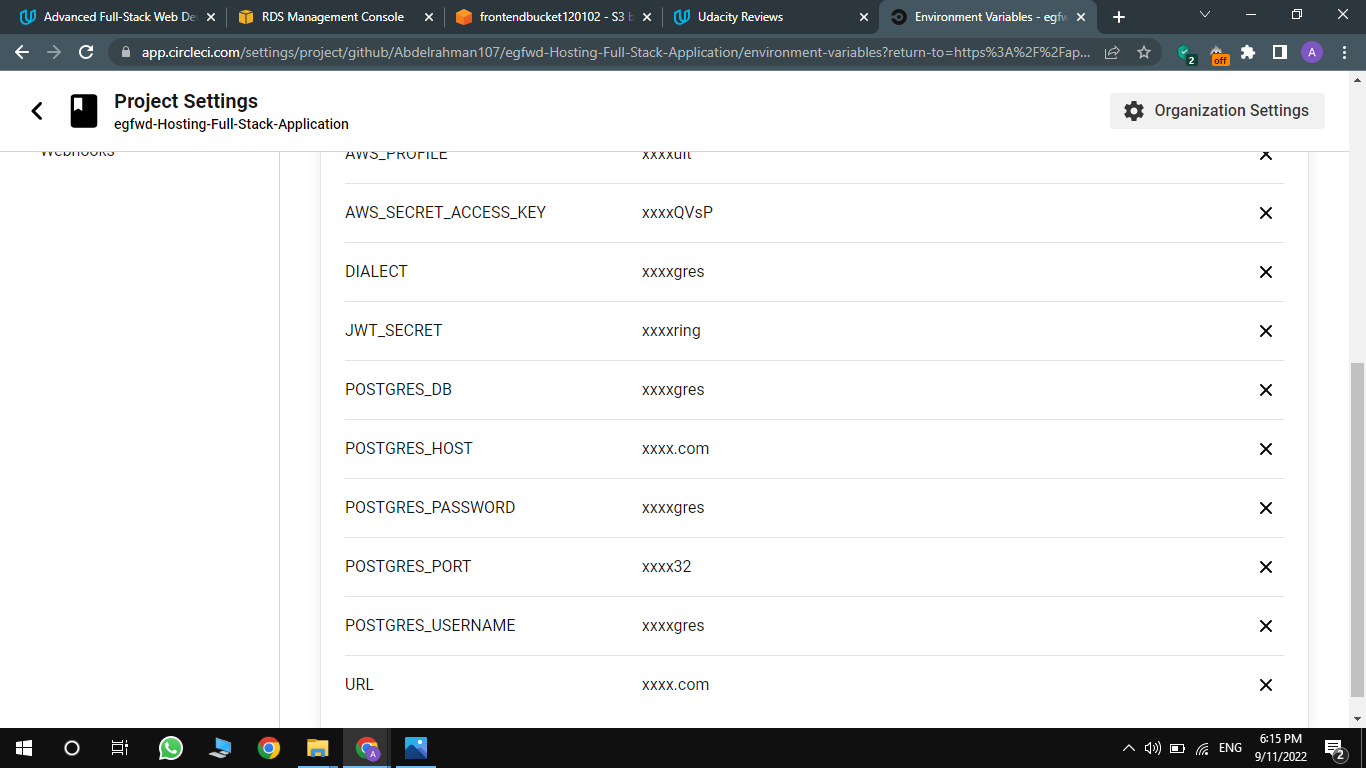 Advanced Full-Stack Web De
RDS Management Console
frontendbucket120102 - S3 b
Udacity Reviews
Environment Variables - egfw
app.circleci.com/settings/project/github/Abdelrahman107/egfwd-Hosting-Full-Stack-Application/environment-variables?return-to=https%3A%2F%2Fap...
2
off
A
Project Settings
egfwd-Hosting-Full-Stack-Application
Organization Settings
Webhooks
AWS_PROFILE xxxxult
AWS_SECRET_ACCESS_KEY xxxxQVsP
DIALECT xxxxgres
JWT_SECRET xxxxring
POSTGRES_DB xxxxgres
POSTGRES_HOST xxxx.com
POSTGRES_PASSWORD xxxxgres
POSTGRES_PORT xxxx32
POSTGRES_USERNAME xxxxgres
URL xxxx.com
A
ENG
6:15 PM
9/11/2022
2